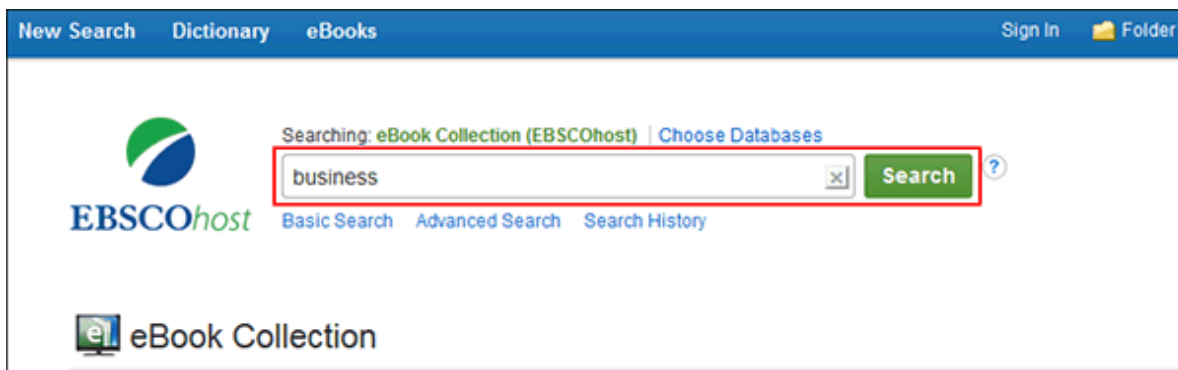 New Search Dictionary eBooks Sign In Folder
Searching: eBook Collection (EBSCOhost) Choose Databases
business Search ?
EBSCOhost
Basic Search Advanced Search Search History
e eBook Collection